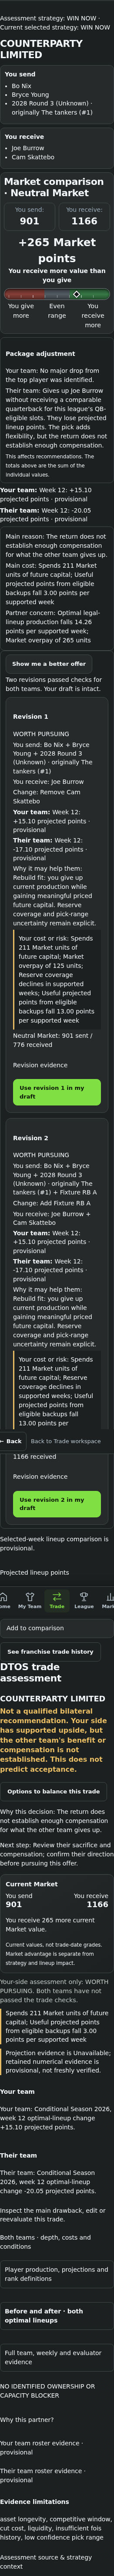 Assessment strategy: WIN NOW ·
Current selected strategy: WIN NOW
COUNTERPARTY
LIMITED
You send
• Bo Nix
• Bryce Young
• 2028 Round 3 (Unknown) ·
originally The tankers (#1)
You receive
• Joe Burrow
• Cam Skattebo
Market comparison
· Neutral Market
You send:
901
You receive:
1166
+265 Market
points
You receive more value than
you give
You give
more
Even
range
You
receive
more
Package adjustment
Your team: No major drop from
the top player was identified.
Their team: Gives up Joe Burrow
without receiving a comparable
quarterback for this league's QB-
eligible slots. They lose projected
lineup points. The pick adds
flexibility, but the return does not
establish enough compensation.
This affects recommendations. The
totals above are the sum of the
individual values.
Your team: Week 12: +15.10
projected points · provisional
Their team: Week 12: -20.05
projected points · provisional
Main reason: The return does not
establish enough compensation
for what the other team gives up.
Main cost: Spends 211 Market
units of future capital; Useful
projected points from eligible
backups fall 3.00 points per
supported week
Partner concern: Optimal legal-
lineup production falls 14.26
points per supported week;
Market overpay of 265 units
Show me a better offer
Two revisions passed checks for
both teams. Your draft is intact.
Revision 1
WORTH PURSUING
You send: Bo Nix + Bryce
Young + 2028 Round 3
(Unknown) · originally The
tankers (#1)
You receive: Joe Burrow
Change: Remove Cam
Skattebo
Your team: Week 12:
+15.10 projected points ·
provisional
Their team: Week 12:
-17.10 projected points ·
provisional
Why it may help them:
Rebuild fit: you give up
current production while
gaining meaningful priced
future capital. Reserve
coverage and pick-range
uncertainty remain explicit.
Your cost or risk: Spends
211 Market units of
future capital; Market
overpay of 125 units;
Reserve coverage
declines in supported
weeks; Useful projected
points from eligible
backups fall 13.00 points
per supported week
Neutral Market: 901 sent /
776 received
Revision evidence
Use revision 1 in my
draft
Revision 2
WORTH PURSUING
You send: Bo Nix + Bryce
Young + 2028 Round 3
(Unknown) · originally The
tankers (#1) + Fixture RB A
Change: Add Fixture RB A
You receive: Joe Burrow +
Cam Skattebo
Your team: Week 12:
+15.10 projected points ·
provisional
Their team: Week 12:
-17.10 projected points ·
provisional
Why it may help them:
Rebuild fit: you give up
current production while
gaining meaningful priced
future capital. Reserve
coverage and pick-range
uncertainty remain explicit.
Your cost or risk: Spends
211 Market units of
future capital; Reserve
coverage declines in
supported weeks; Useful
projected points from
eligible backups fall
13.00 points per
← Back
Back to Trade workspace
1166 received
Revision evidence
Use revision 2 in my
draft
Selected-week lineup comparison is
provisional.
Projected lineup points
My Team
Trade
League
Add to comparison
See franchise trade history
DTOS trade
assessment
COUNTERPARTY LIMITED
Not a qualified bilateral
recommendation. Your side
has supported upside, but
the other team's benefit or
compensation is not
established. This does not
predict acceptance.
Options to balance this trade
Why this decision: The return does
not establish enough compensation
for what the other team gives up.
Next step: Review their sacrifice and
compensation; confirm their direction
before pursuing this offer.
Current Market
You send
901
You receive
1166
You receive 265 more current
Market value.
Current values, not trade-date grades.
Market advantage is separate from
strategy and lineup impact.
Your-side assessment only: WORTH
PURSUING. Both teams have not
passed the trade checks.
Spends 211 Market units of future
capital; Useful projected points
from eligible backups fall 3.00
points per supported week
Projection evidence is Unavailable;
retained numerical evidence is
provisional, not freshly verified.
Your team
Your team: Conditional Season 2026,
week 12 optimal-lineup change
+15.10 projected points.
Their team
Their team: Conditional Season
2026, week 12 optimal-lineup
change -20.05 projected points.
Inspect the main drawback, edit or
reevaluate this trade.
Both teams · depth, costs and
conditions
Player production, projections and
rank definitions
Before and after · both
optimal lineups
Full team, weekly and evaluator
evidence
NO IDENTIFIED OWNERSHIP OR
CAPACITY BLOCKER
Why this partner?
Your team roster evidence ·
provisional
Their team roster evidence ·
provisional
Evidence limitations
asset longevity, competitive window,
cut cost, liquidity, insufficient fois
history, low confidence pick range
Assessment source & strategy
context